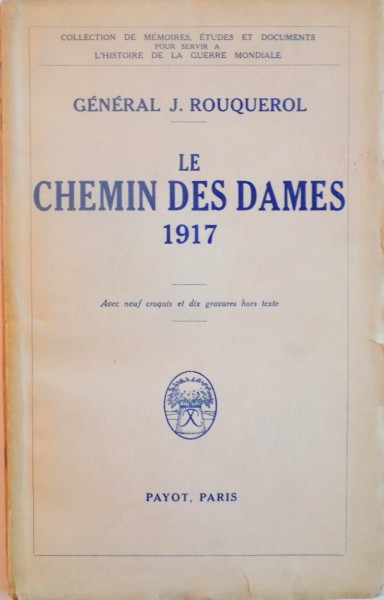 COLLECTION DE MÉMOIRES, ÉTUDES ET DOCUMENTS
POUR SERVIR A
L'HISTOIRE DE LA GUERRE MONDIALE
GÉNÉRAL J. ROUQUEROL
LE
CHEMIN DES DAMES
1917
Avec neuf croquis et dix gravures hors texte
PAYOT, PARIS